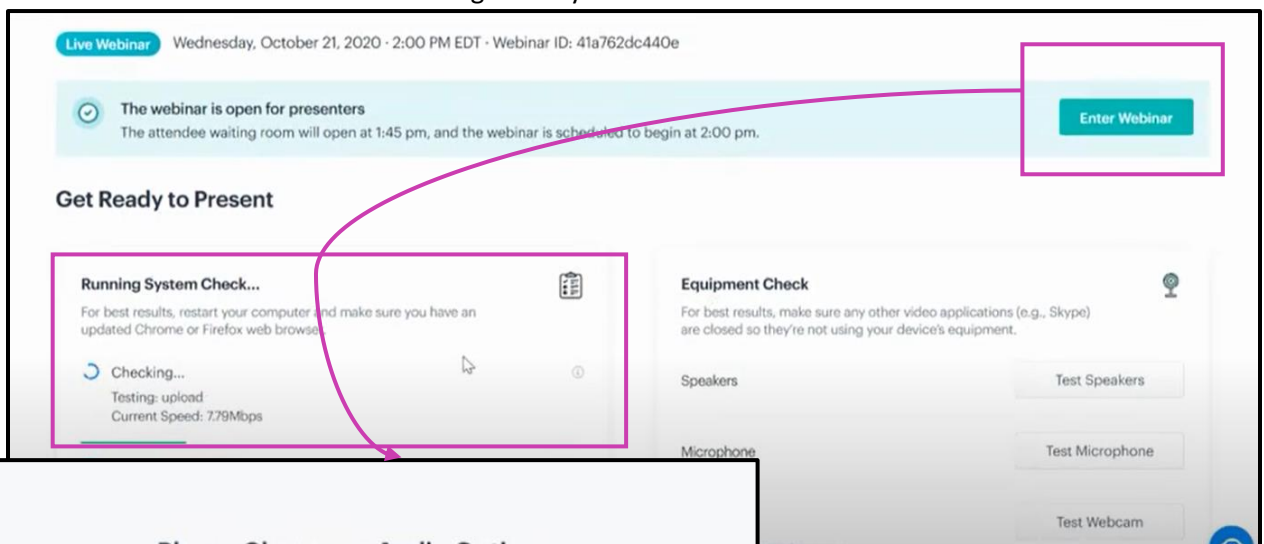 Live Webinar Wednesday, October 21, 2020 · 2:00 PM EDT · Webinar ID: 41a762dc440e
The webinar is open for presenters
The attendee waiting room will open at 1:45 pm, and the webinar is scheduled to begin at 2:00 pm.
Enter Webinar
Get Ready to Present
Running System Check...
For best results, restart your computer and make sure you have an
updated Chrome or Firefox web browser.
Checking...
Testing: upload
Current Speed: 7.79Mbps
Equipment Check
For best results, make sure any other video applications (e.g., Skype)
are closed so they're not using your device's equipment.
Speakers
Test Speakers
Microphone
Test Microphone
Test Webcam